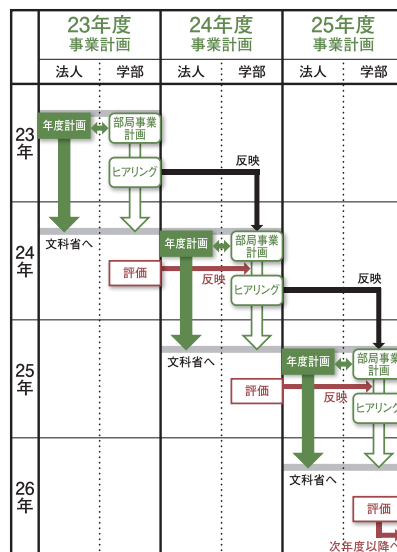 23年度
事業計画
24年度
事業計画
25年度
事業計画
法人
学部
法人
学部
法人
学部
23
年
年度計画
部局事業
計画
ヒアリング
反映
文科省へ
24
年
年度計画
部局事業
計画
評価
反映
ヒアリング
反映
文科省へ
25
年
年度計画
部局事業
計画
評価
反映
ヒアリング
文科省へ
26
年
評価
次年度以降へ